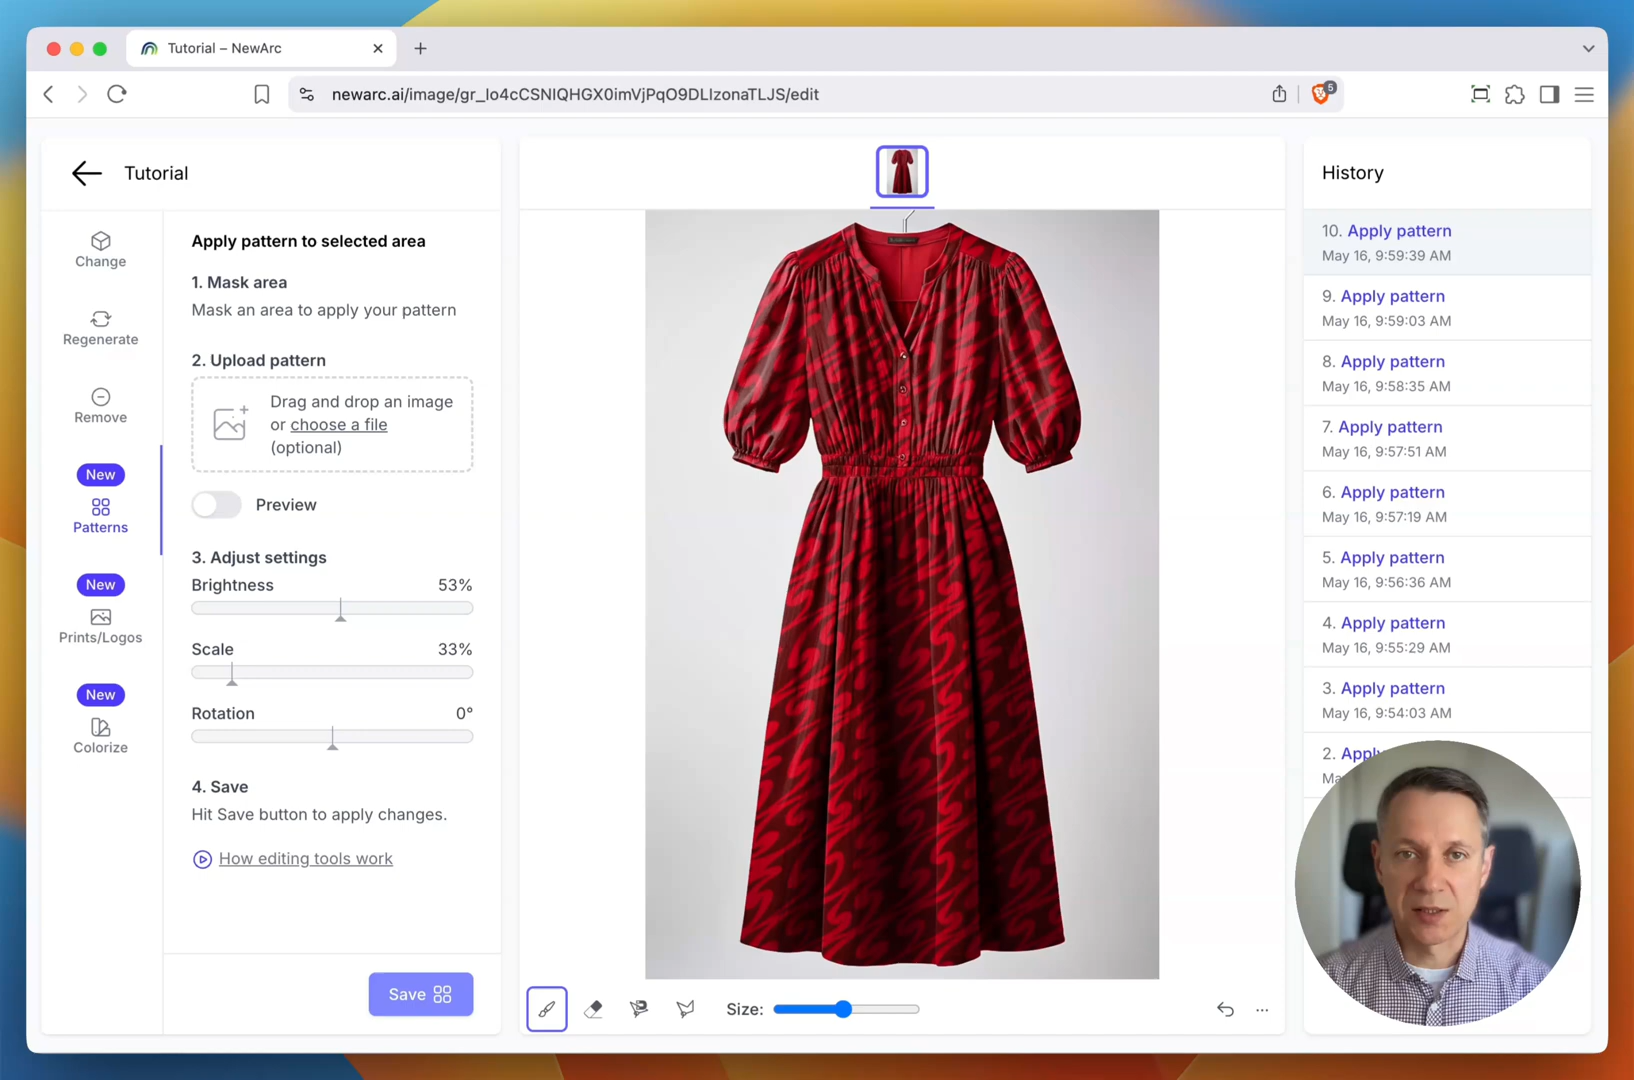 Tutorial – NewArc
newarc.ai/image/gr_Io4cCSNIQHGX0imVjPqO9DLIzonaTLJS/edit
5
Tutorial
Change
Regenerate
Remove
New
Patterns
New
Prints/Logos
New
Colorize
Apply pattern to selected area
1. Mask area
Mask an area to apply your pattern
2. Upload pattern
Drag and drop an image
or choose a file
(optional)
Preview
3. Adjust settings
Brightness 53%
Scale 33%
Rotation 0°
4. Save
Hit Save button to apply changes.
How editing tools work
Save
Size:
History
10. Apply pattern
May 16, 9:59:39 AM
9. Apply pattern
May 16, 9:59:03 AM
8. Apply pattern
May 16, 9:58:35 AM
7. Apply pattern
May 16, 9:57:51 AM
6. Apply pattern
May 16, 9:57:19 AM
5. Apply pattern
May 16, 9:56:36 AM
4. Apply pattern
May 16, 9:55:29 AM
3. Apply pattern
May 16, 9:54:03 AM
2. Apply
Ma